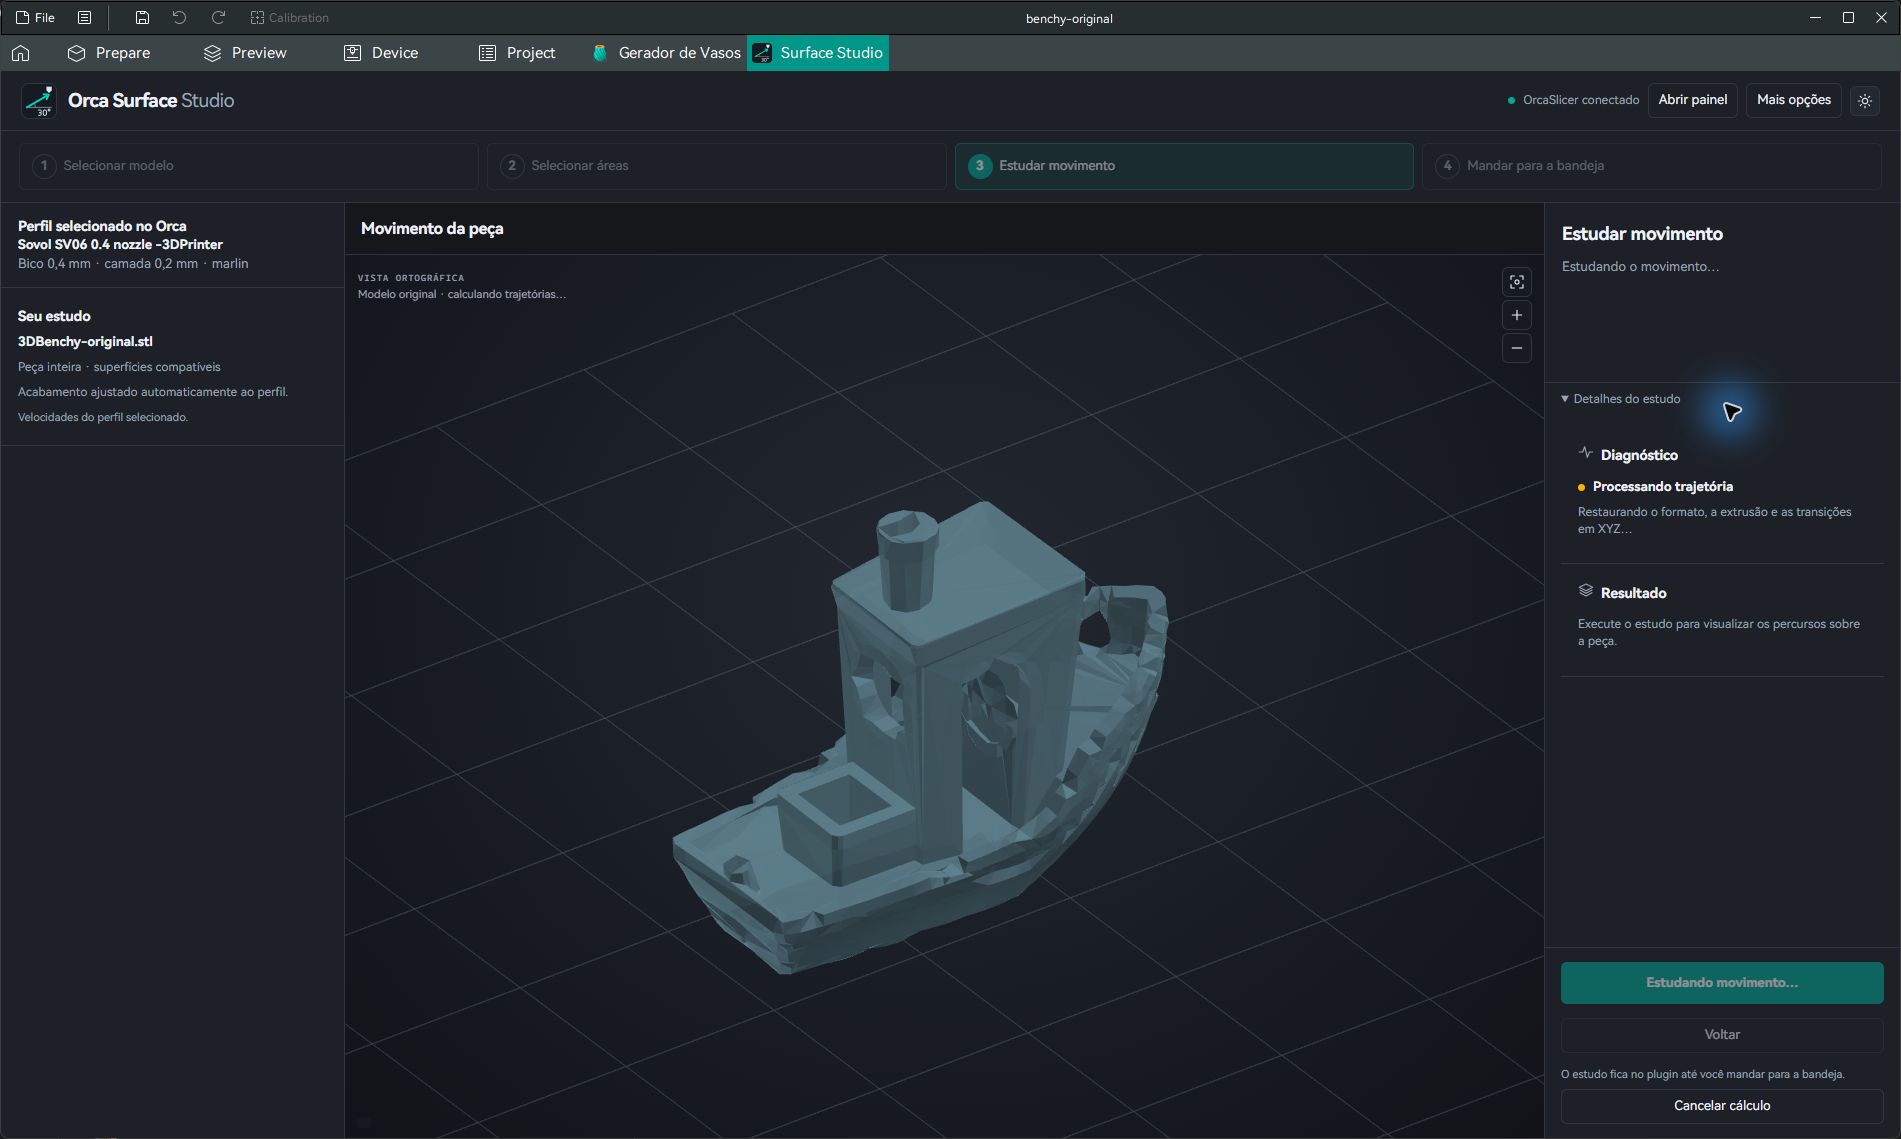 File
Calibration
benchy-original
Prepare
Preview
Device
Project
Gerador de Vasos
Surface Studio
30°
30°
Orca Surface Studio
OrcaSlicer conectado
Abrir painel
Mais opções
1 Selecionar modelo
2 Selecionar áreas
3 Estudar movimento
4 Mandar para a bandeja
Perfil selecionado no Orca
Sovol SV06 0.4 nozzle -3DPrinter
Bico 0,4 mm · camada 0,2 mm · marlin
Seu estudo
3DBenchy-original.stl
Peça inteira · superfícies compatíveis
Acabamento ajustado automaticamente ao perfil.
Velocidades do perfil selecionado.
Movimento da peça
VISTA ORTOGRÁFICA
Modelo original · calculando trajetórias...
Estudar movimento
Estudando o movimento...
▼ Detalhes do estudo
Diagnóstico
Processando trajetória
Restaurando o formato, a extrusão e as transições
em XYZ...
Resultado
Execute o estudo para visualizar os percursos sobre
a peça.
Estudando movimento...
Voltar
O estudo fica no plugin até você mandar para a bandeja.
Cancelar cálculo